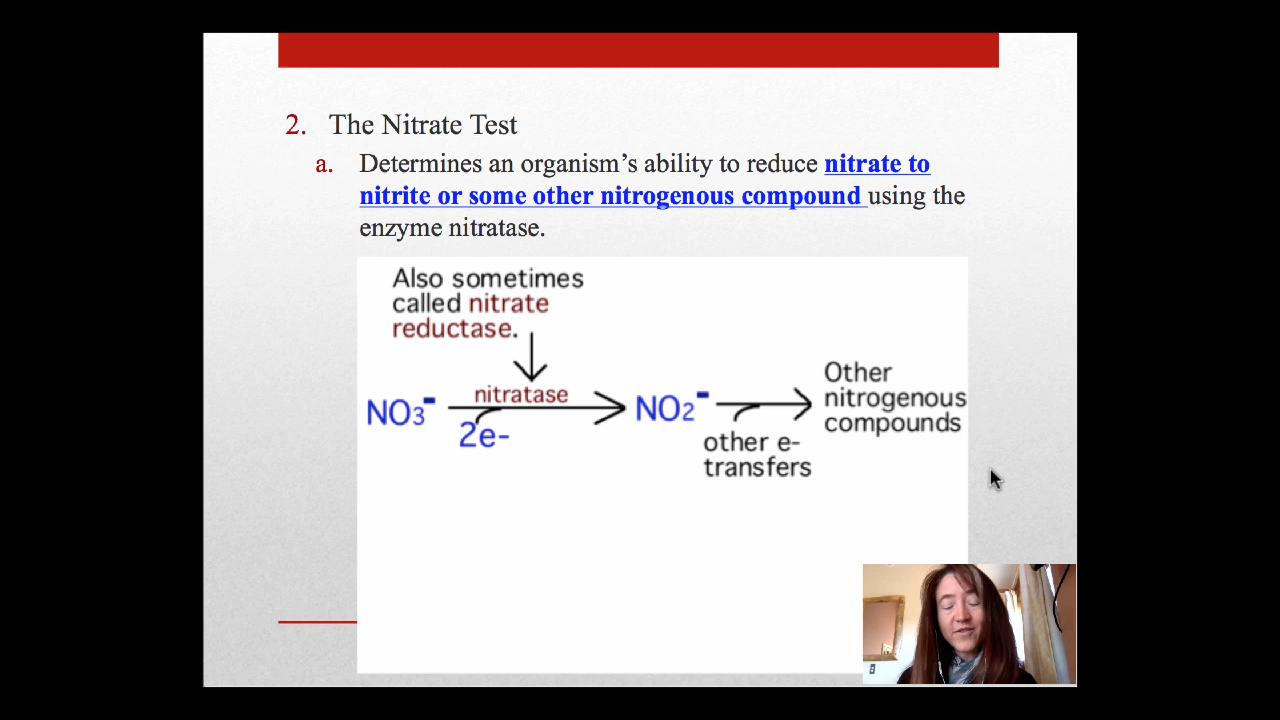 2. The Nitrate Test
a. Determines an organism’s ability to reduce nitrate to
nitrite or some other nitrogenous compound using the
enzyme nitratase.
Also sometimes
called nitrate
reductase.
NO3-
nitratase
2e-
NO2-
other e-
transfers
Other
nitrogenous
compounds